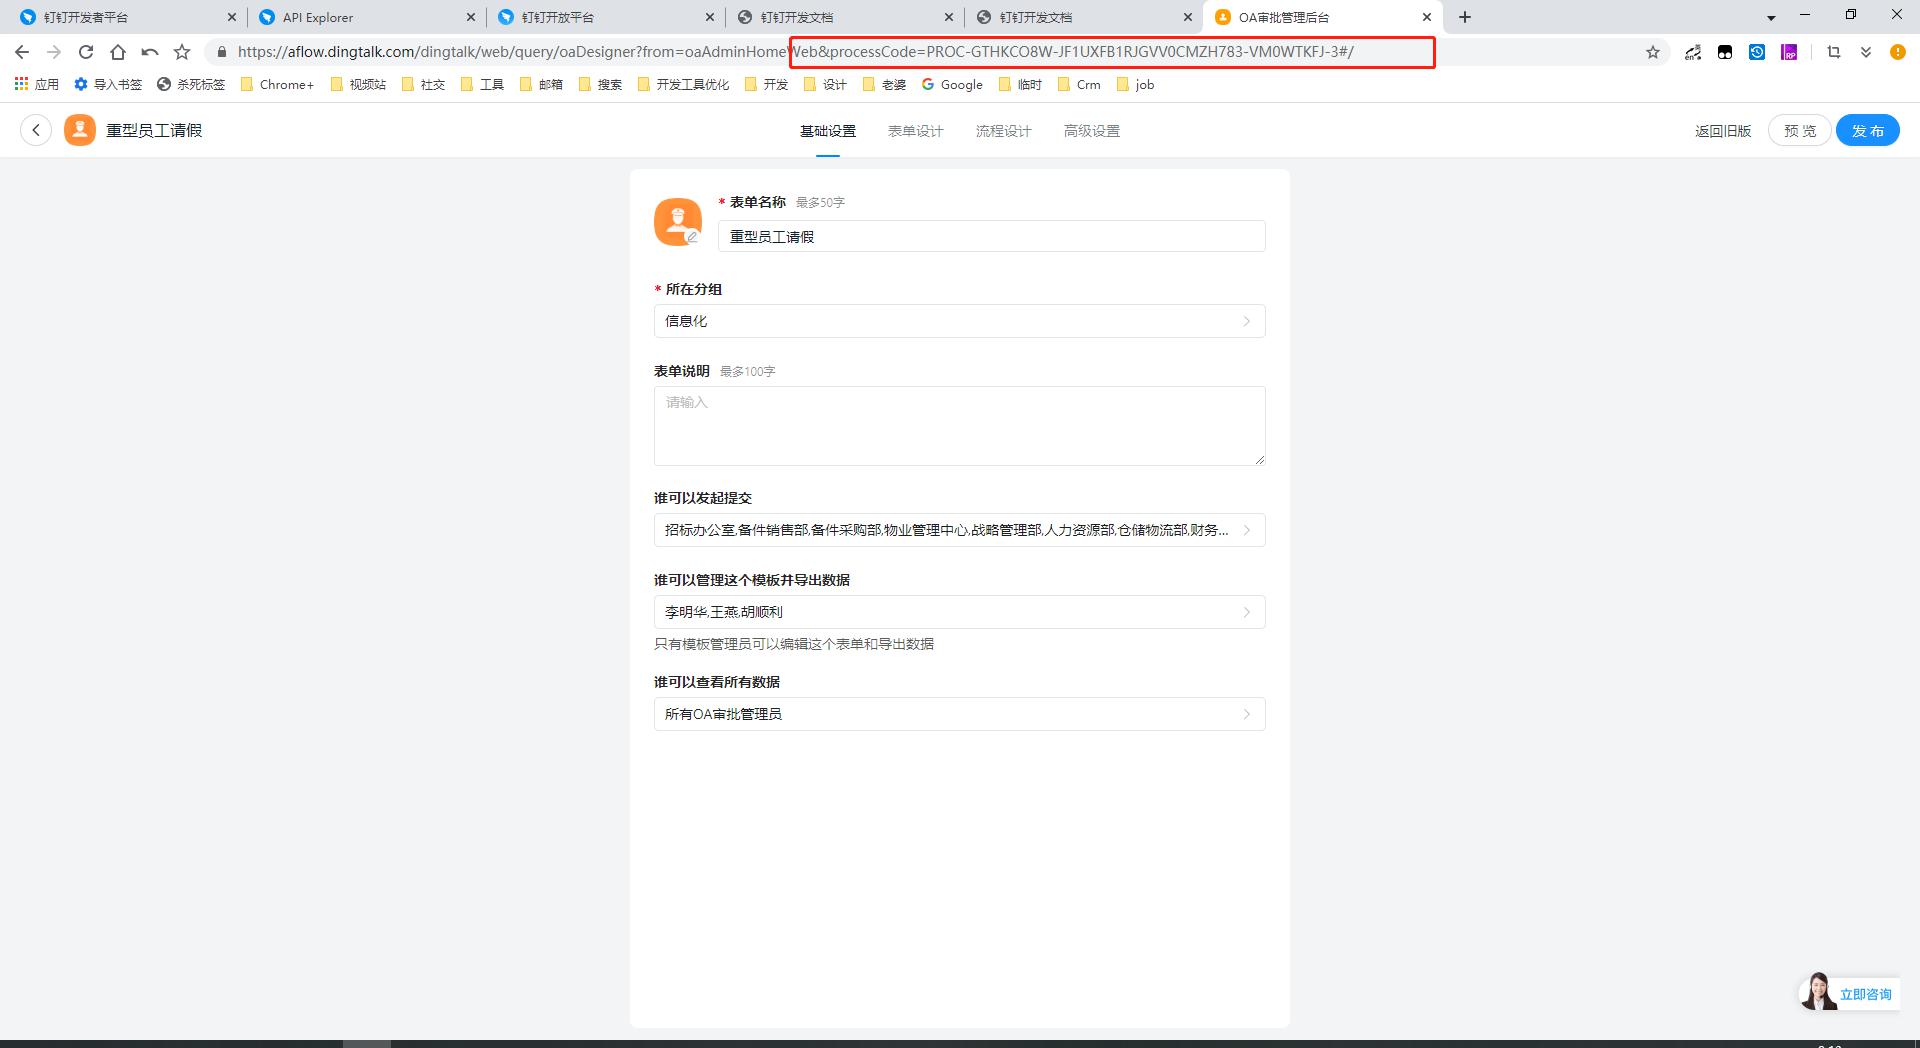 钉钉开发者平台
API Explorer
钉钉开放平台
钉钉开发文档
钉钉开发文档
OA审批管理后台
https://aflow.dingtalk.com/dingtalk/web/query/oaDesigner?from=oaAdminHomeWeb&processCode=PROC-GTHKCO8W-JF1UXFB1RJGVV0CMZH783-VM0WTKFJ-3#/
应用 导入书签 杀死标签 Chrome+ 视频站 社交 工具 邮箱 搜索 开发工具优化 开发 设计 老婆 Google 临时 Crm job
重型员工请假
基础设置 表单设计 流程设计 高级设置
返回旧版 预览 发布
* 表单名称 最多50字
重型员工请假
* 所在分组
信息化
表单说明 最多100字
请输入
谁可以发起提交
招标办公室,备件销售部,备件采购部,物业管理中心,战略管理部,人力资源部,仓储物流部,财务...
谁可以管理这个模板并导出数据
李明华,王燕,胡顺利
只有模板管理员可以编辑这个表单和导出数据
谁可以查看所有数据
所有OA审批管理员
立即咨询